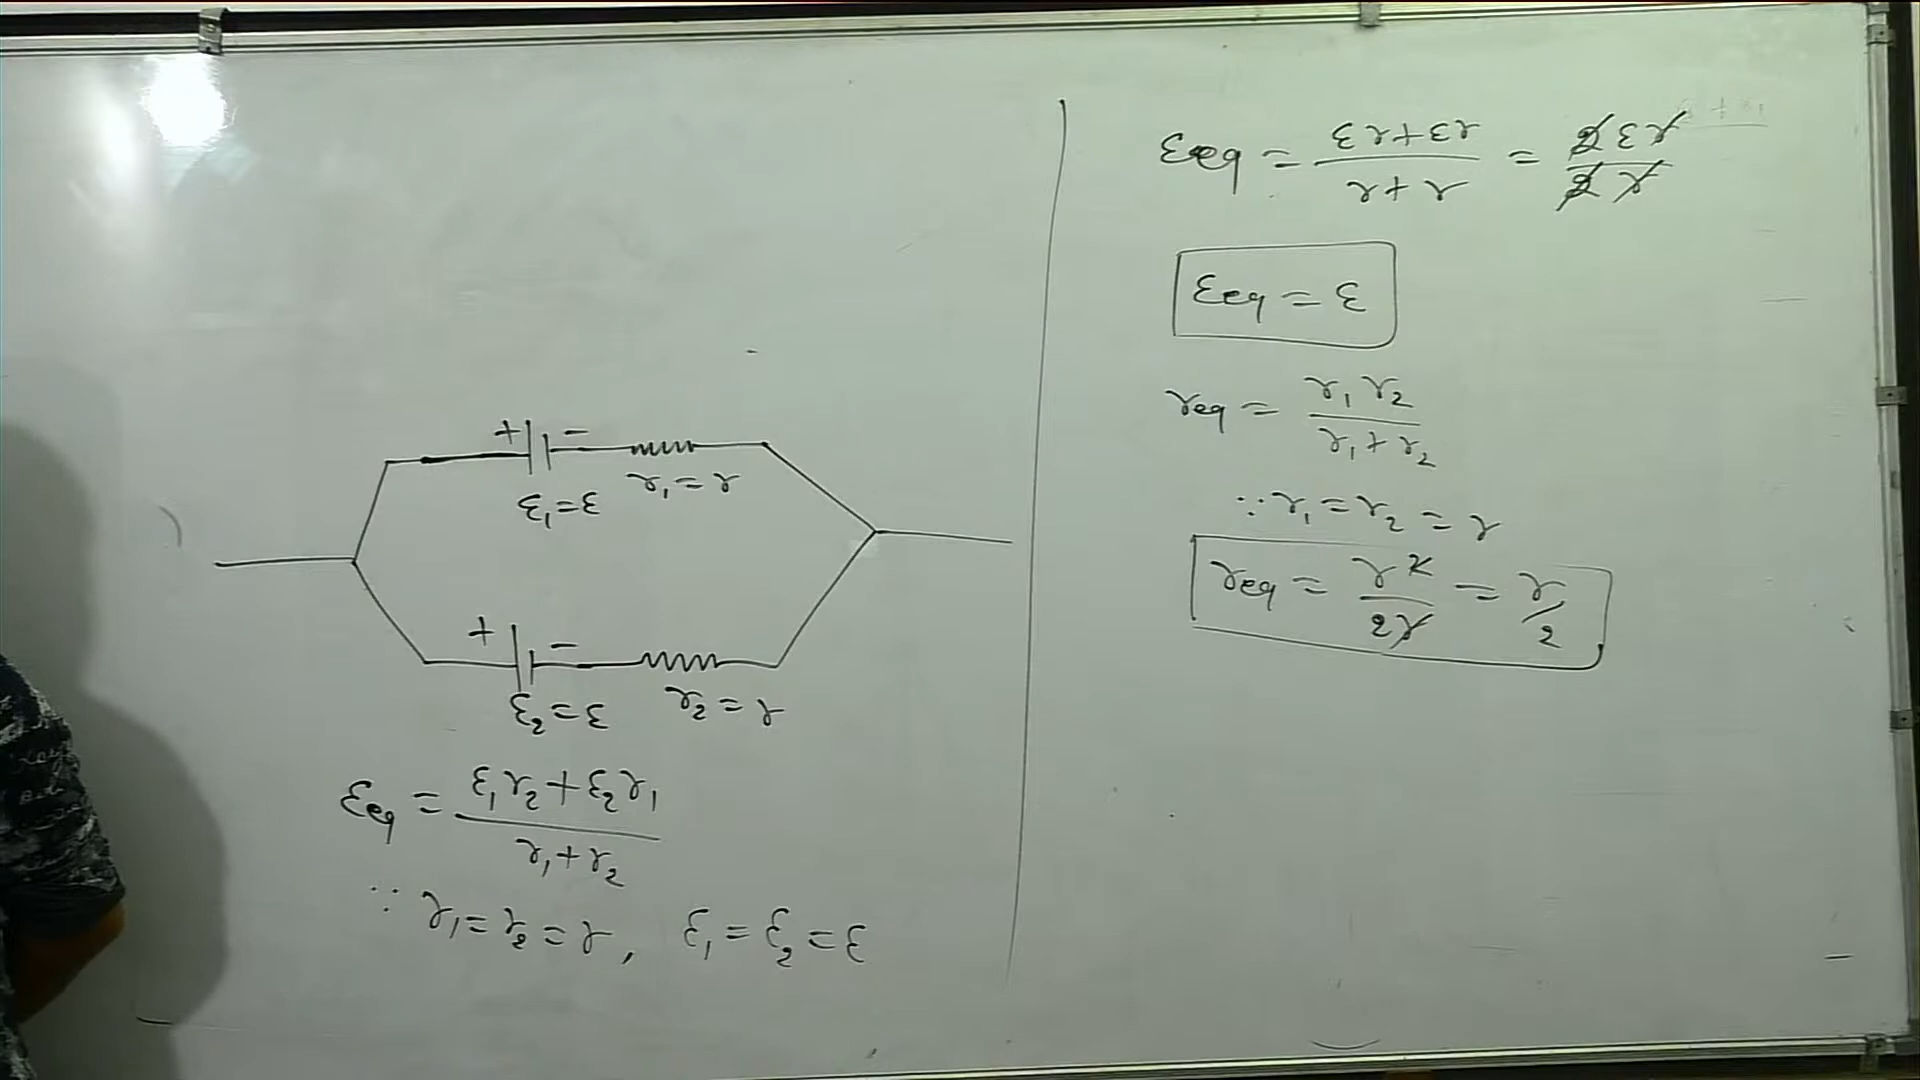 + −
ε₁=ε r₁=r
+ −
ε₂=ε r₂=r
εeq = (ε₁r₂+ε₂r₁)/(r₁+r₂)
∵ r₁=r₂=r, ε₁=ε₂=ε
εeq = (εr+εr)/(r+r) = 2εr/2r
εeq = ε
req = r₁r₂/(r₁+r₂)
∵ r₁=r₂=r
req = r²/2r = r/2